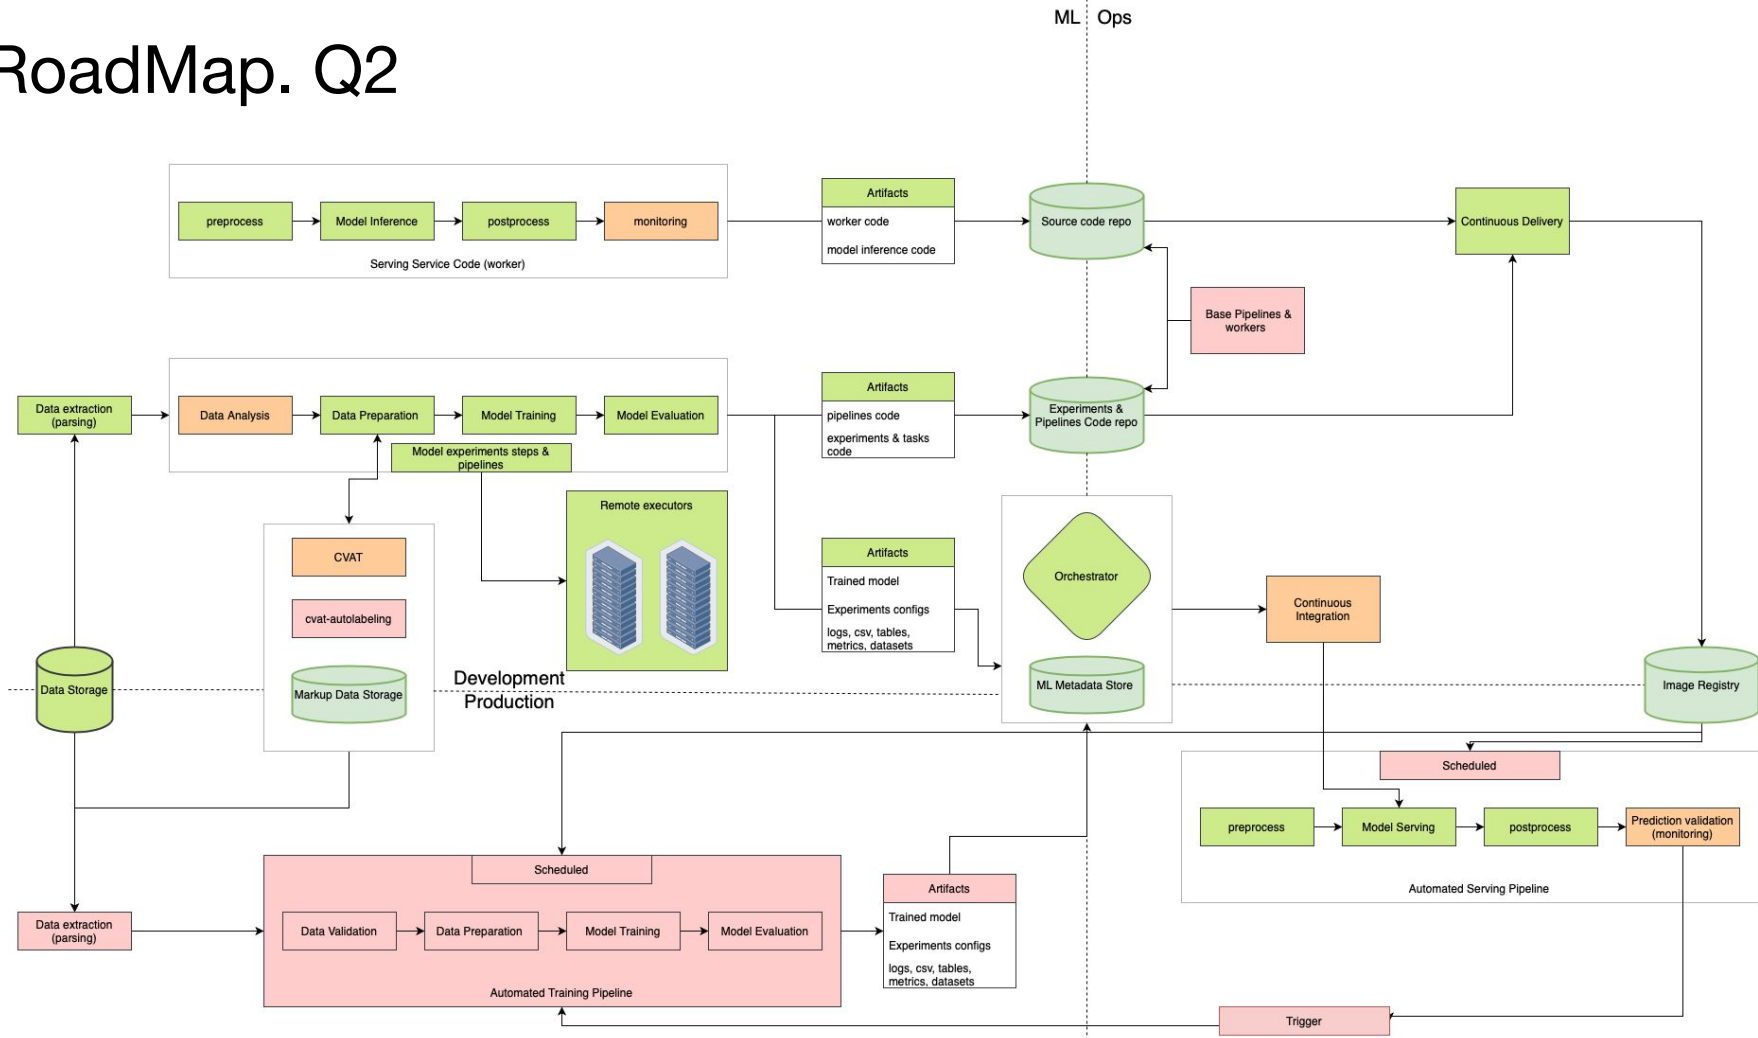 ML Ops
RoadMap. Q2
preprocess
Model Inference
postprocess
monitoring
Serving Service Code (worker)
Artifacts
worker code
model inference code
Source code repo
Continuous Delivery
Base Pipelines &
workers
Data extraction
(parsing)
Data Analysis
Data Preparation
Model Training
Model Evaluation
Model experiments steps &
pipelines
Artifacts
pipelines code
experiments & tasks
code
Experiments &
Pipelines Code repo
Remote executors
CVAT
cvat-autolabeling
Markup Data Storage
Data Storage
Development
Production
Artifacts
Trained model
Experiments configs
logs, csv, tables,
metrics, datasets
Orchestrator
ML Metadata Store
Continuous
Integration
Image Registry
Scheduled
preprocess
Model Serving
postprocess
Prediction validation
(monitoring)
Automated Serving Pipeline
Data extraction
(parsing)
Scheduled
Data Validation
Data Preparation
Model Training
Model Evaluation
Automated Training Pipeline
Artifacts
Trained model
Experiments configs
logs, csv, tables,
metrics, datasets
Trigger